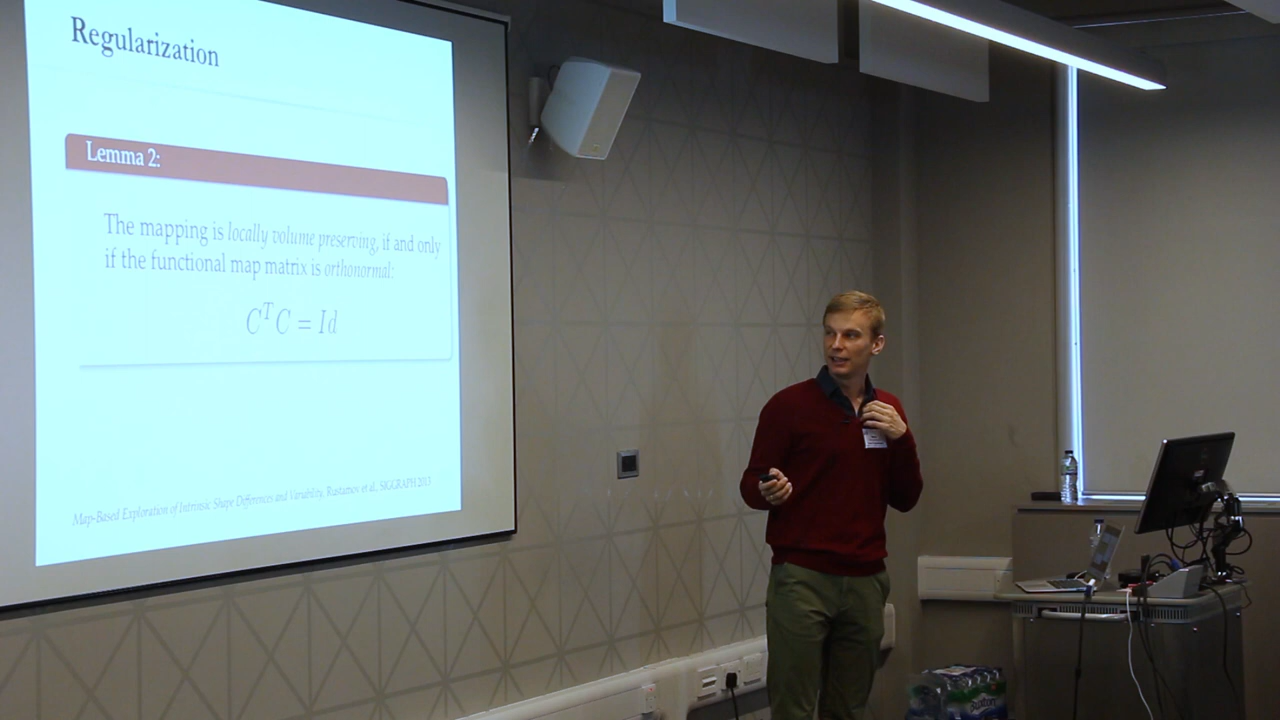 Regularization
Lemma 2:
The mapping is locally volume preserving, if and only
if the functional map matrix is orthonormal:
C^T C = Id
Map-Based Exploration of Intrinsic Shape Differences and Variability, Rustamov et al., SIGGRAPH 2013